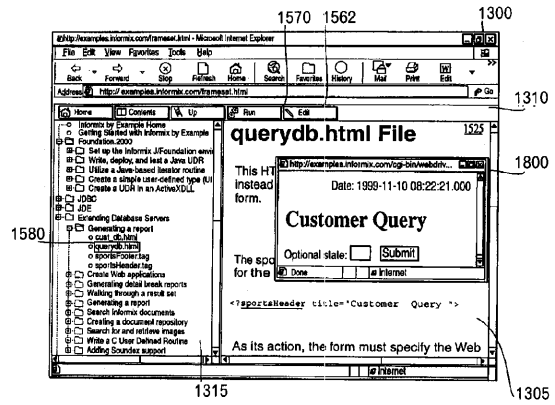 1570 1562 1300
http://examples.informix.com/frameset.html - Microsoft Internet Explorer
File Edit View Favorites Tools Help
Back Forward Stop Refresh Home Search Favorites History Mail Print Edit
Address http://examples.informix.com/frameset.html Go
1310
Home Contents Up Run Edit
Informix by Example Home
Getting Started with Informix by Example
Foundation.2000
Set up the Informix J/Foundation envi
Write, deploy, and test a Java UDR
Utilize a Java-based iterator routine
Create a simple user-defined type (UI
Create a UDR in an ActiveXDLL
JDBC
JDE
Extending Database Servers
1580
Generating a report
cust_db.html
querydb.html
sportsFooter.tag
sportsHeader.tag
Create Web applications
Generating detail break reports
Walking through a result set
Generating a report
Search Informix documents
Creating a document repository
Search for and retrieve images
Write a C User Defined Routine
Adding Soundex support
1315
querydb.html File 1525
This HT
instead
form.
1800
http://examples.informix.com/cgi-bin/webdriv...
Date: 1999-11-10 08:22:21.000
Customer Query
Optional state: Submit
Done Internet
The spo
for the
<?sportsHeader title="Customer Query ">
As its action, the form must specify the Web
1305
Internet